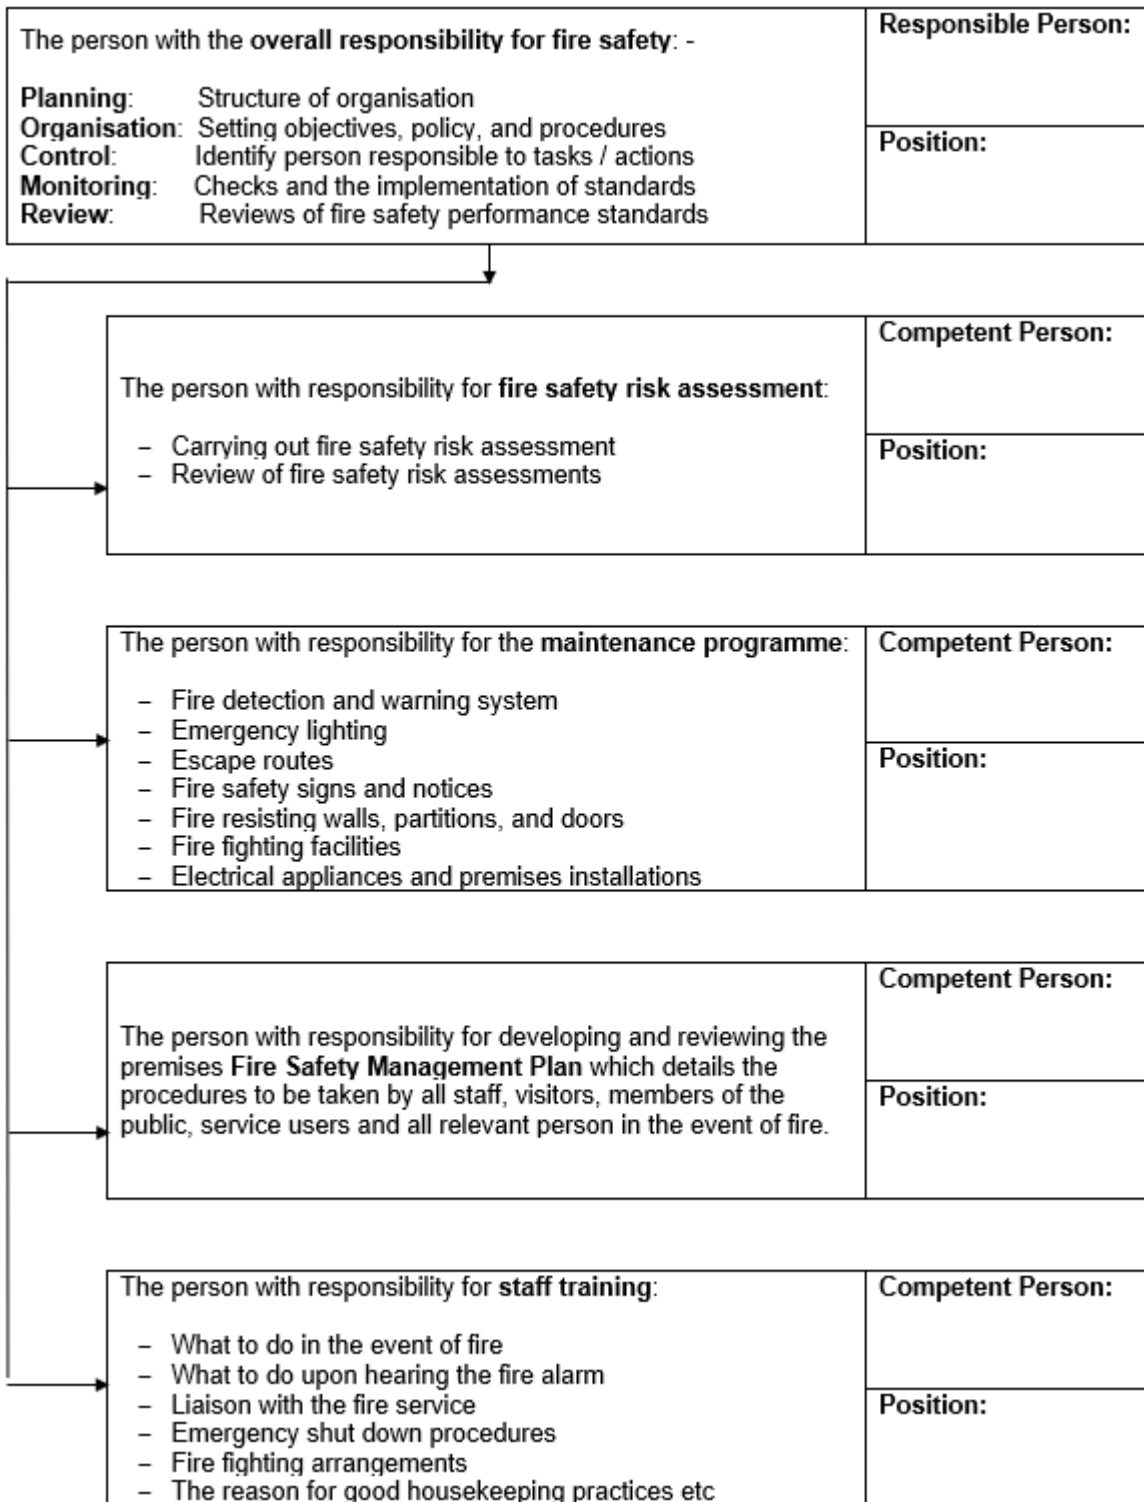 The person with the overall responsibility for fire safety: -
Responsible Person:
Planning: Structure of organisation
Organisation: Setting objectives, policy, and procedures
Control: Identify person responsible to tasks / actions
Position:
Monitoring: Checks and the implementation of standards
Review: Reviews of fire safety performance standards
Competent Person:
The person with responsibility for fire safety risk assessment:
– Carrying out fire safety risk assessment
– Review of fire safety risk assessments
Position:
The person with responsibility for the maintenance programme:
Competent Person:
– Fire detection and warning system
– Emergency lighting
– Escape routes
– Fire safety signs and notices
– Fire resisting walls, partitions, and doors
– Fire fighting facilities
– Electrical appliances and premises installations
Position:
Competent Person:
The person with responsibility for developing and reviewing the
premises Fire Safety Management Plan which details the
procedures to be taken by all staff, visitors, members of the
public, service users and all relevant person in the event of fire.
Position:
The person with responsibility for staff training:
Competent Person:
– What to do in the event of fire
– What to do upon hearing the fire alarm
– Liaison with the fire service
– Emergency shut down procedures
– Fire fighting arrangements
– The reason for good housekeeping practices etc
Position: